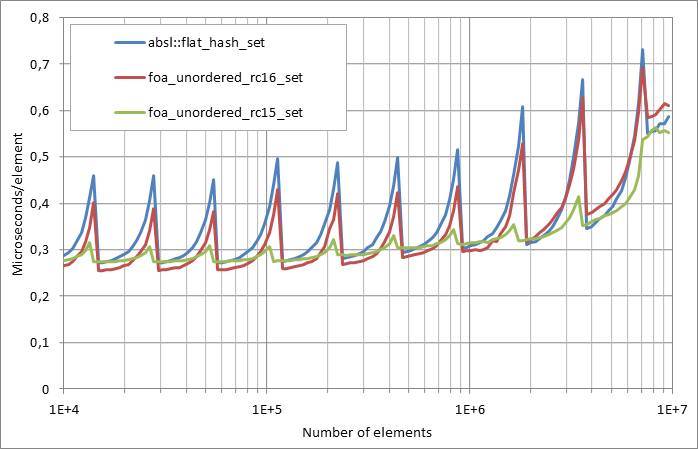 0,8
0,7
0,6
0,5
0,4
0,3
0,2
0,1
0
Microseconds/element
absl::flat_hash_set
foa_unordered_rc16_set
foa_unordered_rc15_set
1E+4 1E+5 1E+6 1E+7
Number of elements